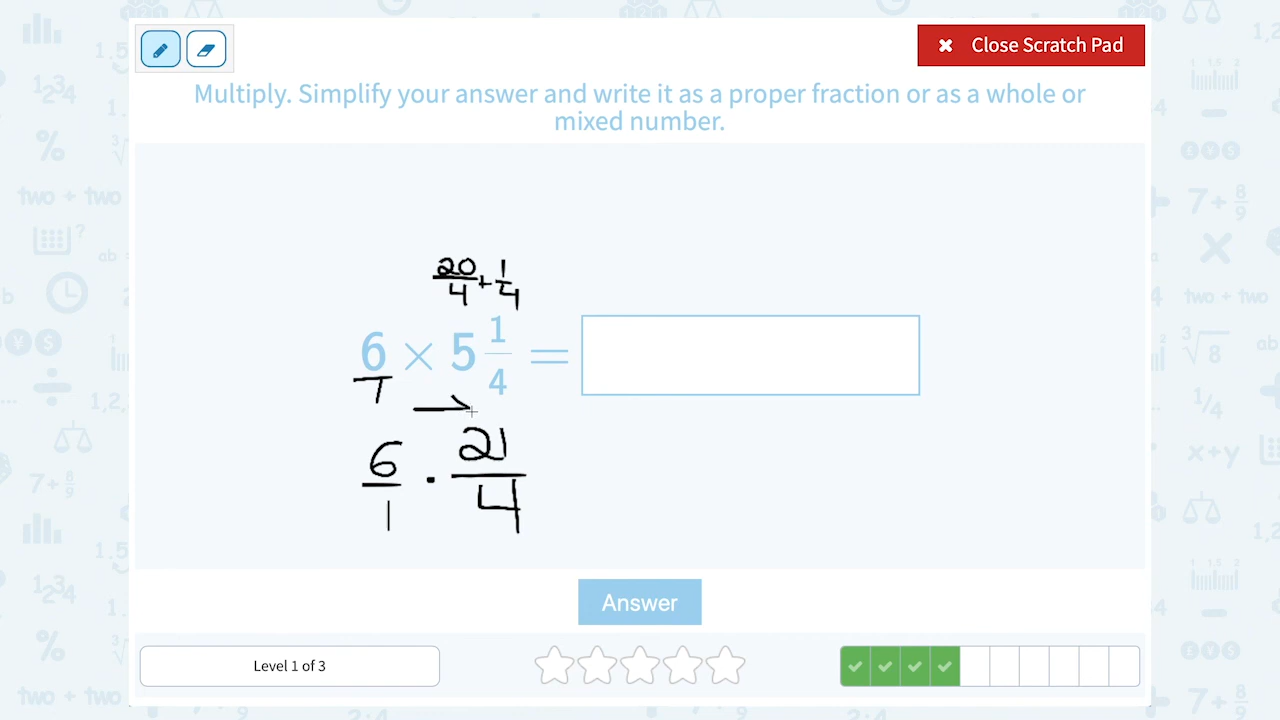 ✖ Close Scratch Pad
Multiply. Simplify your answer and write it as a proper fraction or as a whole or
mixed number.
20/4 + 1/4
6/1 × 5 1/4 =
→
6/1 · 21/4
Answer
Level 1 of 3